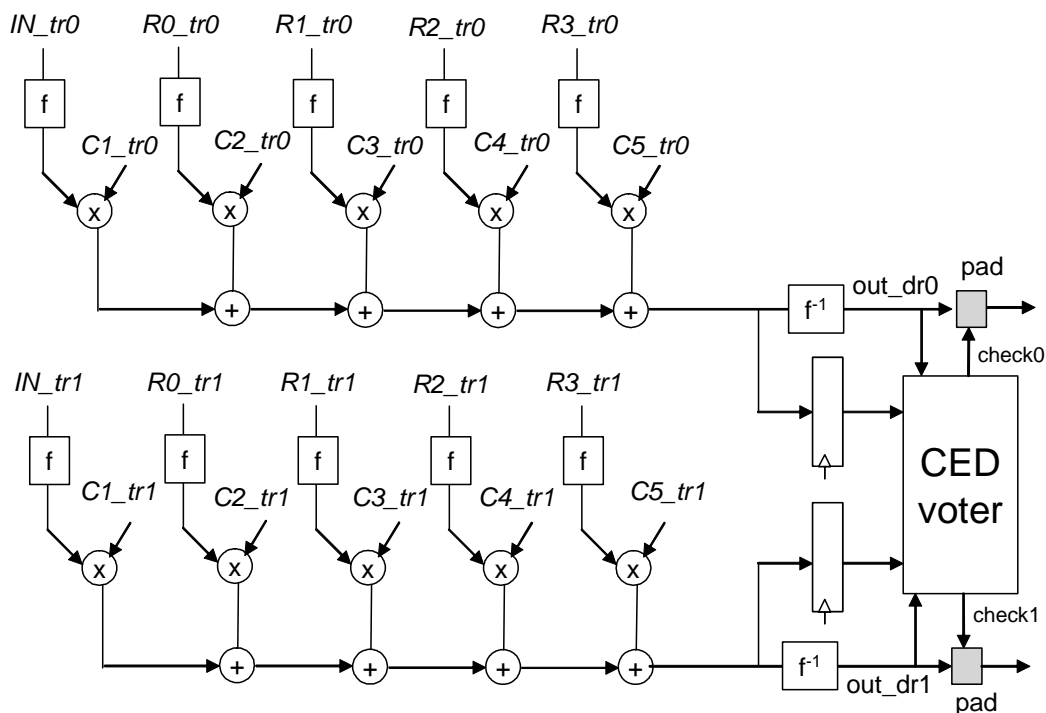 IN_tr0 R0_tr0 R1_tr0 R2_tr0 R3_tr0
f f f f f
C1_tr0 C2_tr0 C3_tr0 C4_tr0 C5_tr0
x x x x x
+ + + +
f-1
out_dr0
pad
check0
IN_tr1 R0_tr1 R1_tr1 R2_tr1 R3_tr1
f f f f f
C1_tr1 C2_tr1 C3_tr1 C4_tr1 C5_tr1
x x x x x
+ + + +
CED
voter
check1
f-1
out_dr1
pad